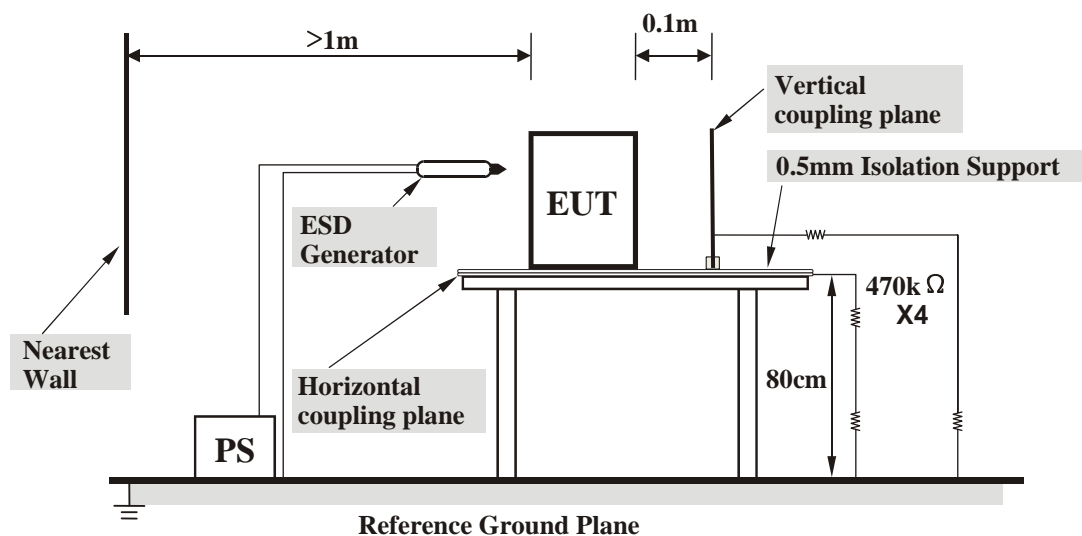 >1m
0.1m
Vertical
coupling plane
0.5mm Isolation Support
EUT
ESD
Generator
470k Ω
X4
Nearest
Wall
Horizontal
coupling plane
80cm
PS
Reference Ground Plane